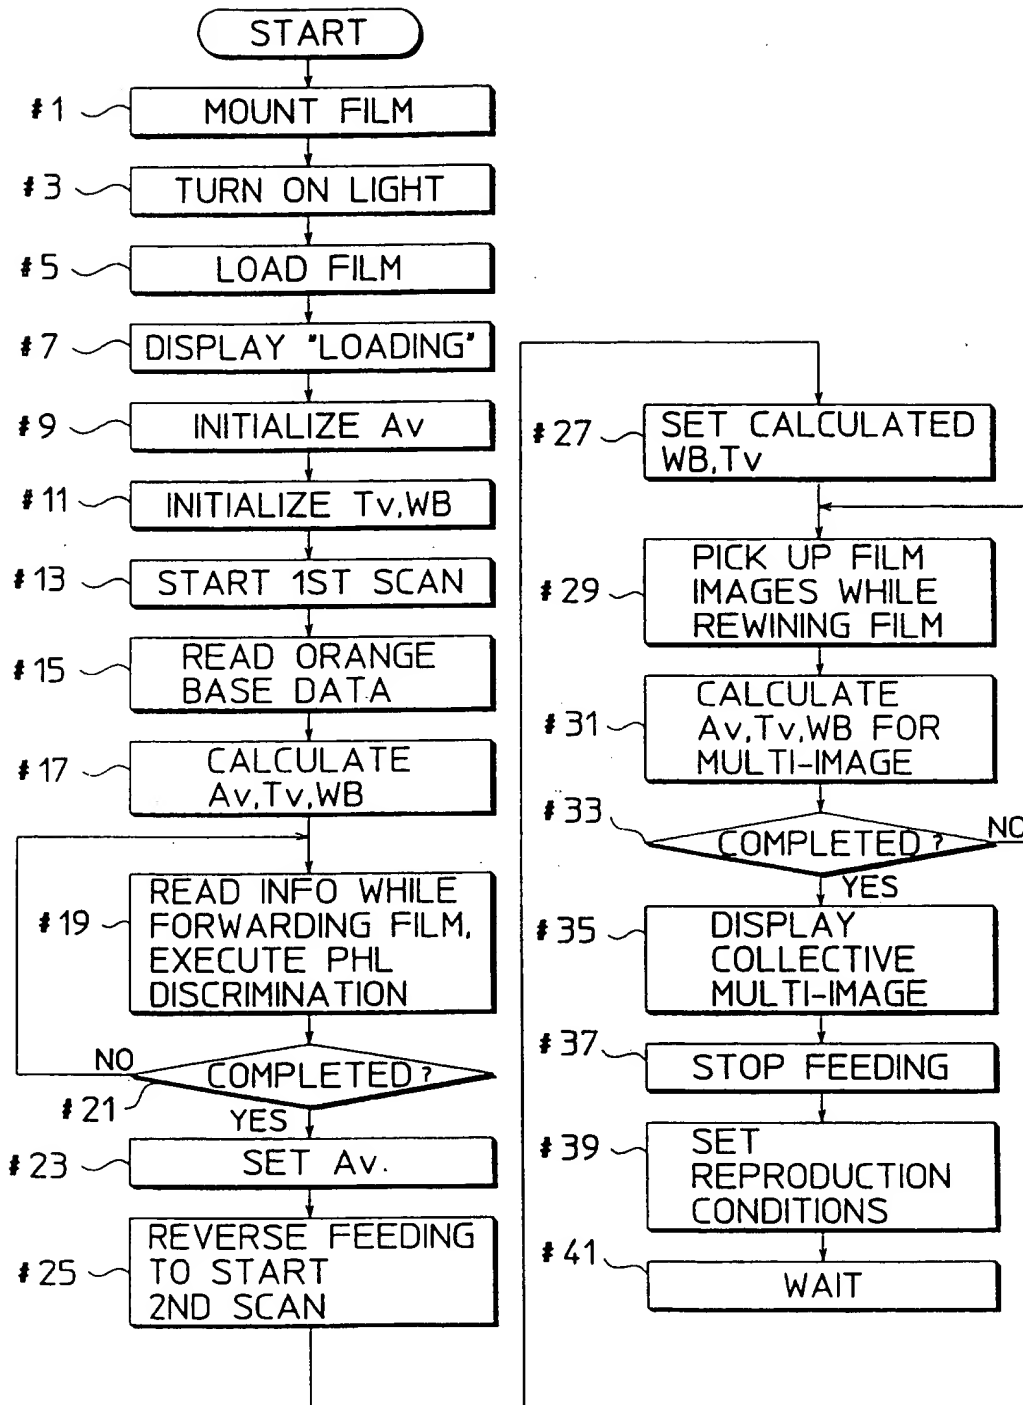 START
#1
MOUNT FILM
#3
TURN ON LIGHT
#5
LOAD FILM
#7
DISPLAY "LOADING"
#9
INITIALIZE Av
#11
INITIALIZE Tv,WB
#13
START 1ST SCAN
#15
READ ORANGE
BASE DATA
#17
CALCULATE
Av,Tv,WB
#19
READ INFO WHILE
FORWARDING FILM,
EXECUTE PHL
DISCRIMINATION
NO
COMPLETED ?
#21
YES
#23
SET Av.
#25
REVERSE FEEDING
TO START
2ND SCAN
#27
SET CALCULATED
WB,Tv
#29
PICK UP FILM
IMAGES WHILE
REWINING FILM
#31
CALCULATE
Av,Tv,WB FOR
MULTI-IMAGE
#33
COMPLETED ?
NO
YES
#35
DISPLAY
COLLECTIVE
MULTI-IMAGE
#37
STOP FEEDING
#39
SET
REPRODUCTION
CONDITIONS
#41
WAIT